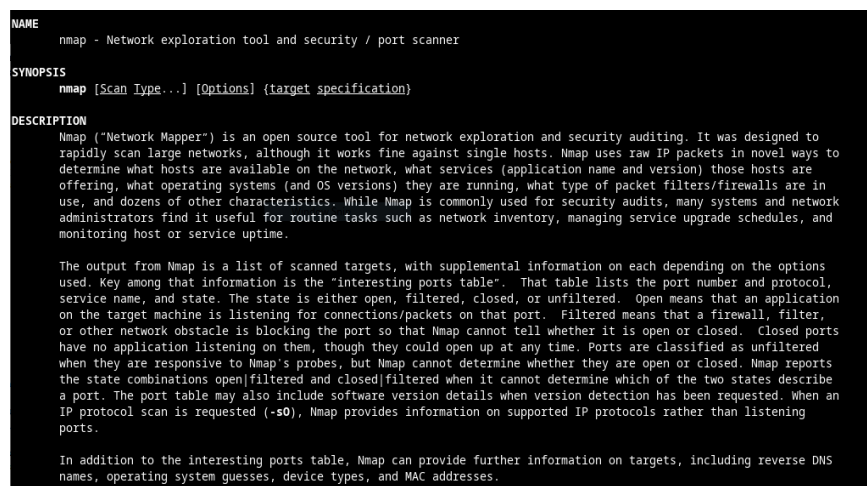 NAME
nmap - Network exploration tool and security / port scanner
SYNOPSIS
nmap [Scan Type...] [Options] {target specification}
DESCRIPTION
Nmap (“Network Mapper”) is an open source tool for network exploration and security auditing. It was designed to
rapidly scan large networks, although it works fine against single hosts. Nmap uses raw IP packets in novel ways to
determine what hosts are available on the network, what services (application name and version) those hosts are
offering, what operating systems (and OS versions) they are running, what type of packet filters/firewalls are in
use, and dozens of other characteristics. While Nmap is commonly used for security audits, many systems and network
administrators find it useful for routine tasks such as network inventory, managing service upgrade schedules, and
monitoring host or service uptime.
The output from Nmap is a list of scanned targets, with supplemental information on each depending on the options
used. Key among that information is the “interesting ports table”.  That table lists the port number and protocol,
service name, and state. The state is either open, filtered, closed, or unfiltered.  Open means that an application
on the target machine is listening for connections/packets on that port.  Filtered means that a firewall, filter,
or other network obstacle is blocking the port so that Nmap cannot tell whether it is open or closed.  Closed ports
have no application listening on them, though they could open up at any time. Ports are classified as unfiltered
when they are responsive to Nmap's probes, but Nmap cannot determine whether they are open or closed. Nmap reports
the state combinations open|filtered and closed|filtered when it cannot determine which of the two states describe
a port. The port table may also include software version details when version detection has been requested. When an
IP protocol scan is requested (-sO), Nmap provides information on supported IP protocols rather than listening
ports.
In addition to the interesting ports table, Nmap can provide further information on targets, including reverse DNS
names, operating system guesses, device types, and MAC addresses.